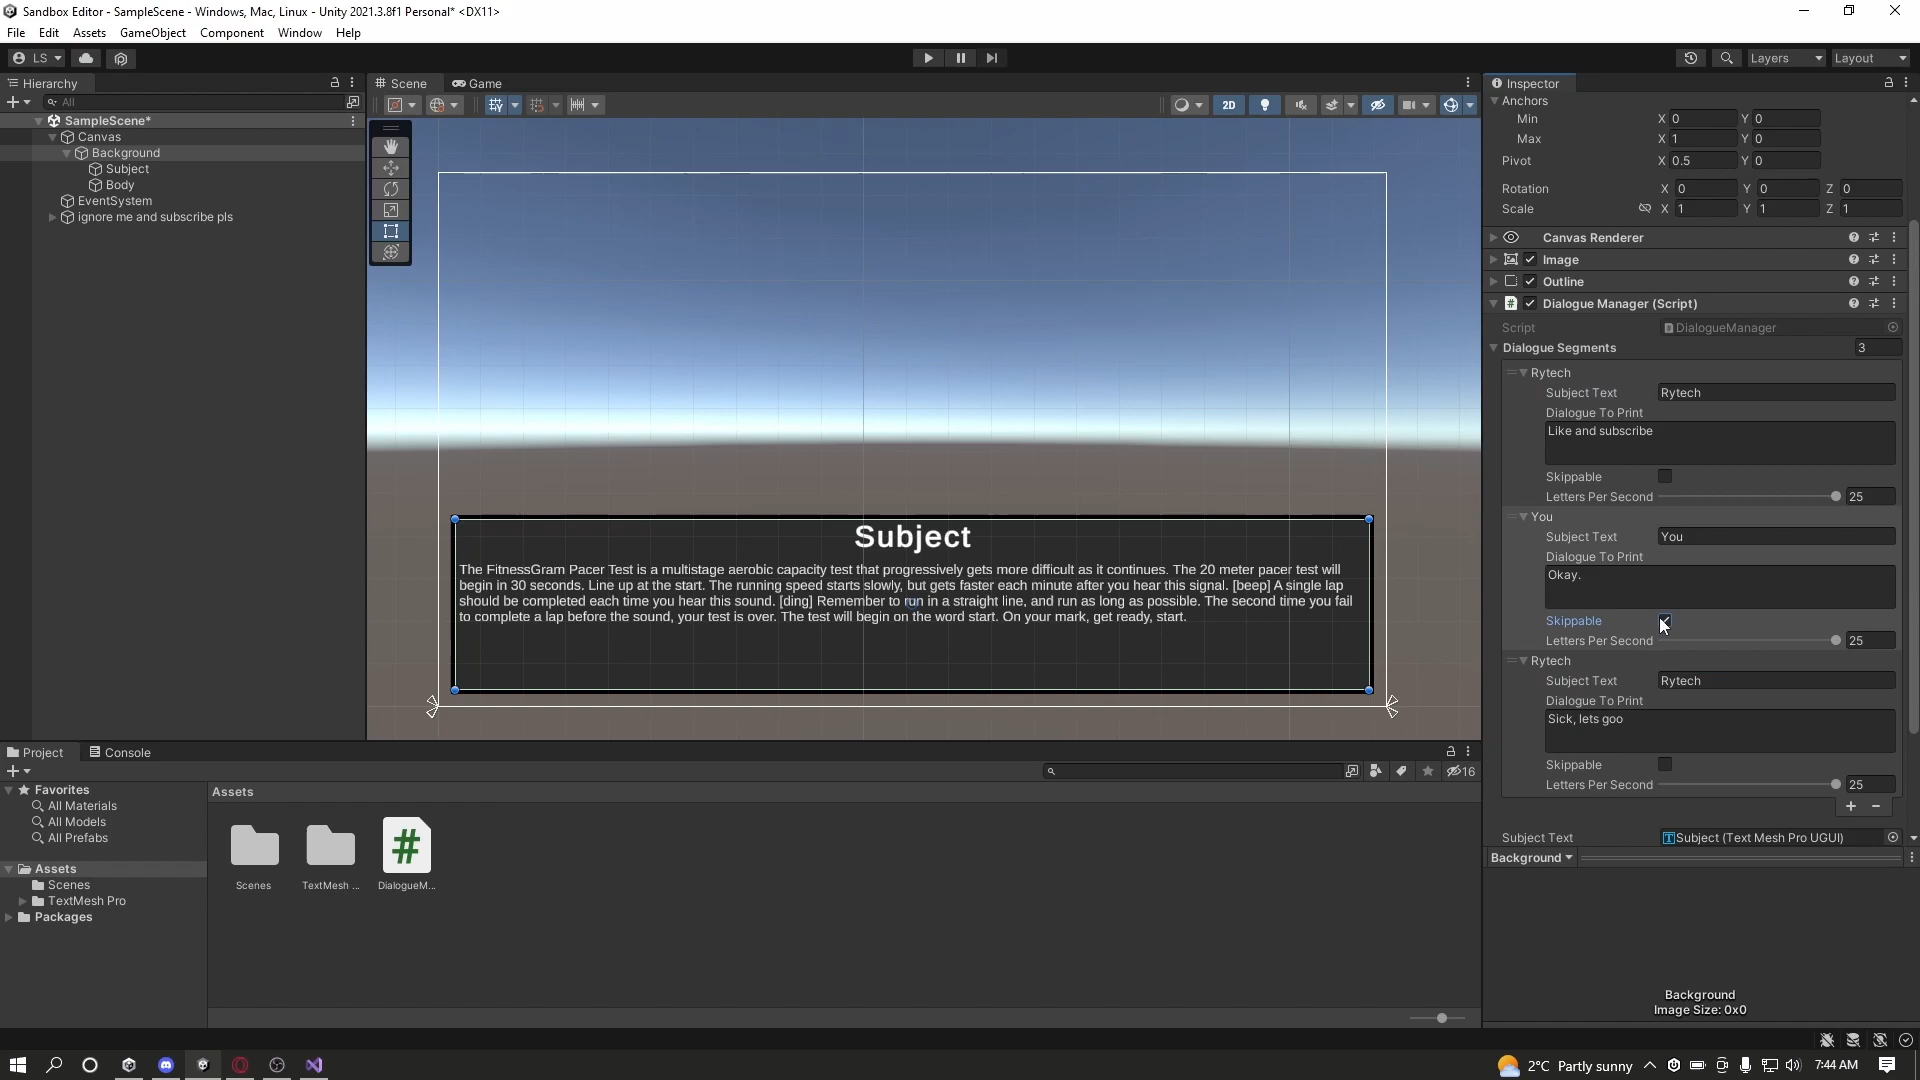 Sandbox Editor - SampleScene - Windows, Mac, Linux - Unity 2021.3.8f1 Personal* <DX11>
File Edit Assets GameObject Component Window Help
LS
Layers
Layout
Hierarchy
All
SampleScene*
Canvas
Background
Subject
Body
EventSystem
ignore me and subscribe pls
Scene
Game
2D
Subject
The FitnessGram Pacer Test is a multistage aerobic capacity test that progressively gets more difficult as it continues. The 20 meter pacer test will
begin in 30 seconds. Line up at the start. The running speed starts slowly, but gets faster each minute after you hear this signal. [beep] A single lap
should be completed each time you hear this sound. [ding] Remember to run in a straight line, and run as long as possible. The second time you fail
to complete a lap before the sound, your test is over. The test will begin on the word start. On your mark, get ready, start.
Inspector
Anchors
Min X 0 Y 0
Max X 1 Y 0
Pivot X 0.5 Y 0
Rotation X 0 Y 0 Z 0
Scale X 1 Y 1 Z 1
Canvas Renderer
Image
Outline
# Dialogue Manager (Script)
Script DialogueManager
Dialogue Segments 3
Rytech
Subject Text Rytech
Dialogue To Print
Like and subscribe
Skippable
Letters Per Second 25
You
Subject Text You
Dialogue To Print
Okay.
Skippable
Letters Per Second 25
Rytech
Subject Text Rytech
Dialogue To Print
Sick, lets goo
Skippable
Letters Per Second 25
Subject Text Subject (Text Mesh Pro UGUI)
Background
Background
Image Size: 0x0
Project
Console
16
Favorites
All Materials
All Models
All Prefabs
Assets
Scenes
TextMesh Pro
Packages
Assets
#
Scenes
TextMesh ...
DialogueM...
2°C Partly sunny
7:44 AM